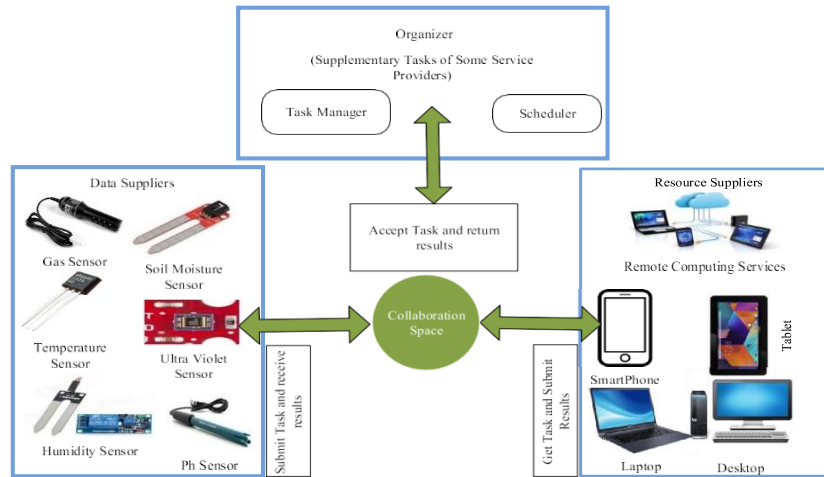 Organizer
(Supplementary Tasks of Some Service
Providers)
Task Manager
Scheduler
Data Suppliers
Gas Sensor
Soil Moisture
Sensor
Temperature
Sensor
Ultra Violet
Sensor
Humidity Sensor
Ph Sensor
Accept Task and return
results
Collaboration
Space
Submit Task and receive
results
Get Task and Submit
Results
Resource Suppliers
Remote Computing Services
SmartPhone
Tablet
Laptop
Desktop